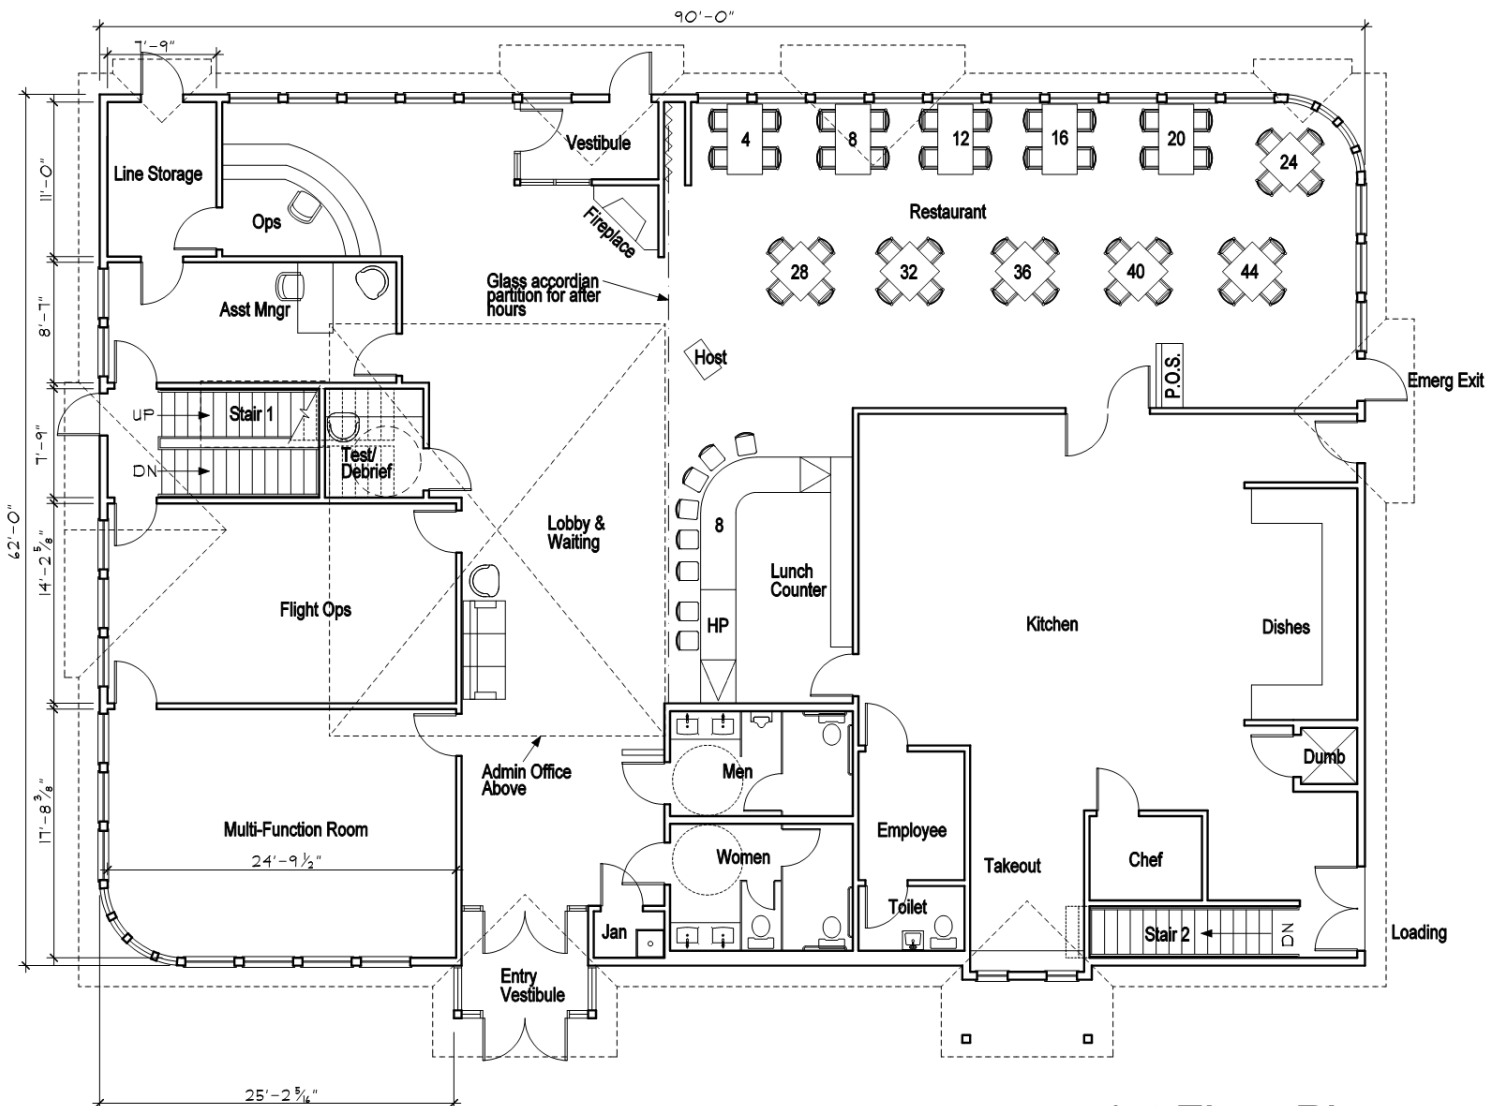 90'-0"
7'-9"
Vestibule
4
8
12
16
20
24
Line Storage
11'-0"
Ops
Fireplace
Restaurant
28
32
36
40
44
Glass accordian
partition for after
hours
8'-7"
Asst Mngr
Host
P.O.S.
Emerg Exit
UP
Stair 1
7'-9"
DN
Test/
Debrief
62'-0"
14'-2 5/8"
Lobby &
Waiting
8
Lunch
Counter
Flight Ops
HP
Kitchen
Dishes
Admin Office
Above
Men
Dumb
17'-8 3/8"
Multi-Function Room
24'-9 1/2"
Women
Employee
Takeout
Chef
Toilet
Jan
Stair 2
DN
Loading
Entry
Vestibule
25'-2 5/16"